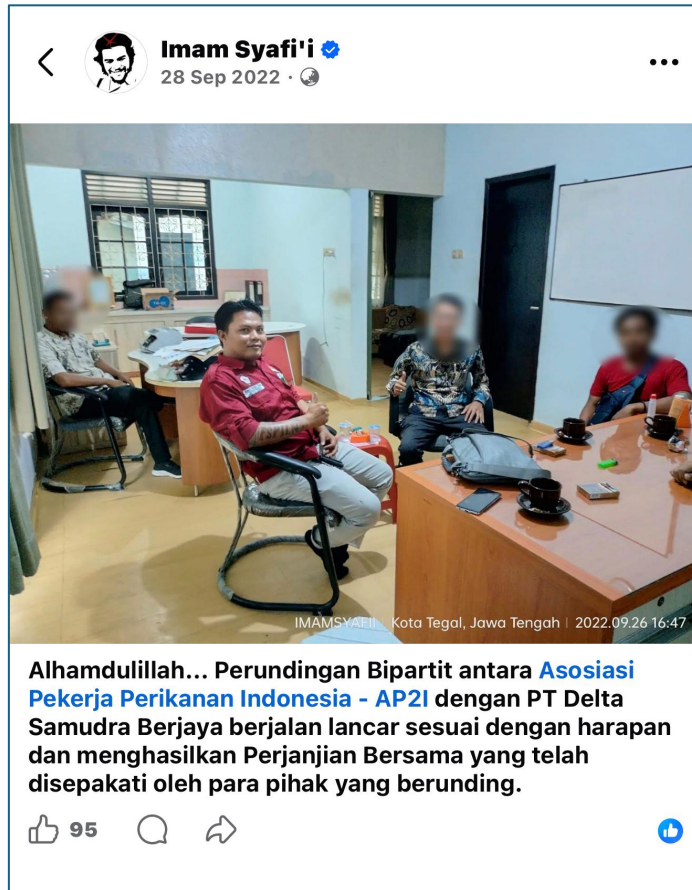 Imam Syafi'i
28 Sep 2022 ·
IMAMSYAFII | Kota Tegal, Jawa Tengah | 2022.09.26 16:47
Alhamdulillah... Perundingan Bipartit antara Asosiasi
Pekerja Perikanan Indonesia - AP2I dengan PT Delta
Samudra Berjaya berjalan lancar sesuai dengan harapan
dan menghasilkan Perjanjian Bersama yang telah
disepakati oleh para pihak yang berunding.
95